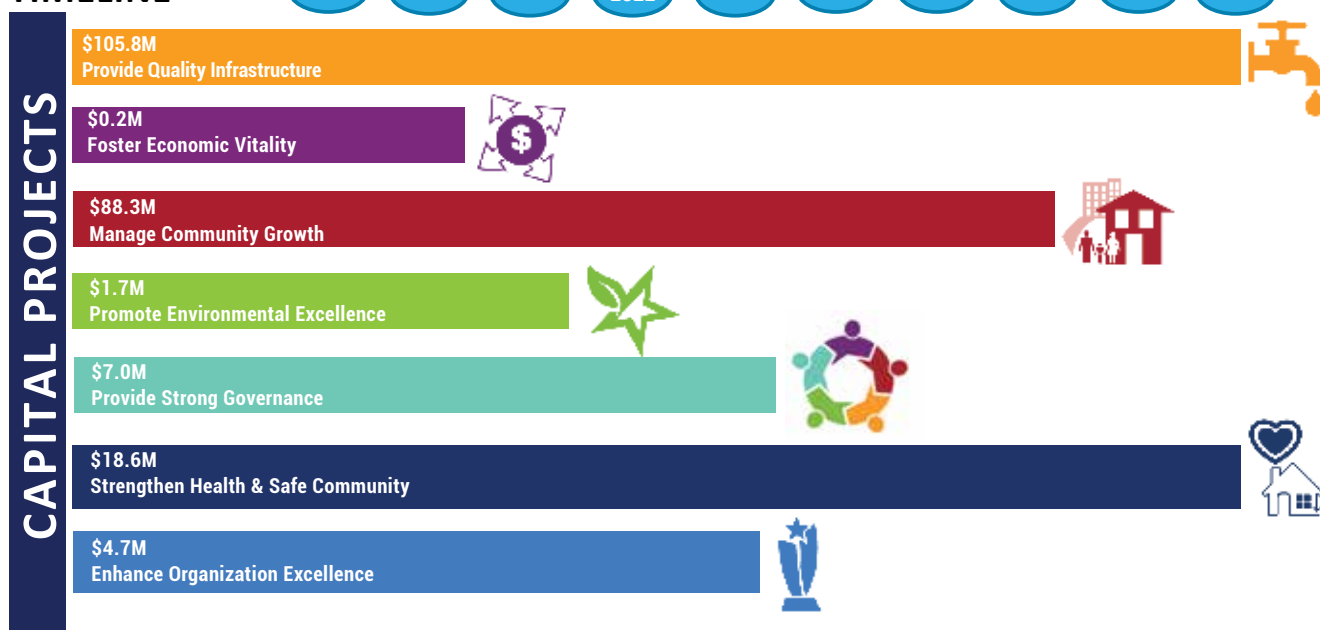 CAPITAL PROJECTS
$105.8M
Provide Quality Infrastructure
$0.2M
Foster Economic Vitality
$
$88.3M
Manage Community Growth
$1.7M
Promote Environmental Excellence
$7.0M
Provide Strong Governance
$18.6M
Strengthen Health & Safe Community
$4.7M
Enhance Organization Excellence